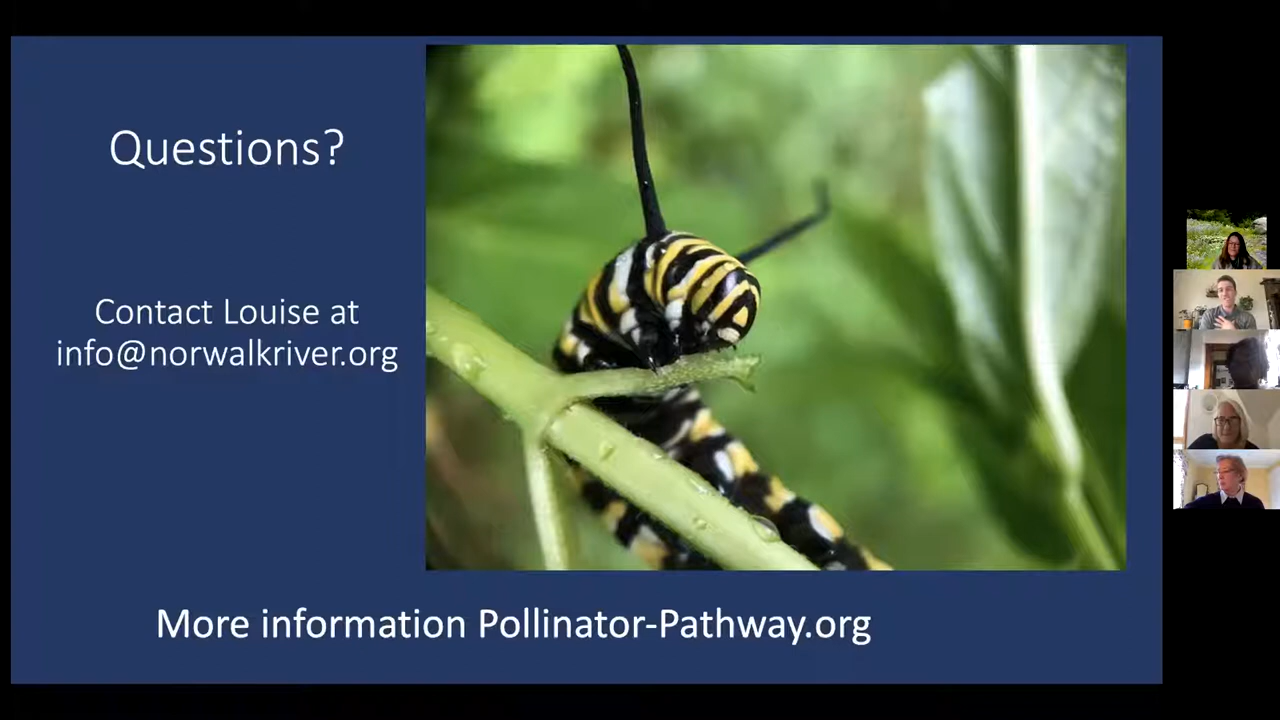 Questions?
Contact Louise at
info@norwalkriver.org
More information Pollinator-Pathway.org